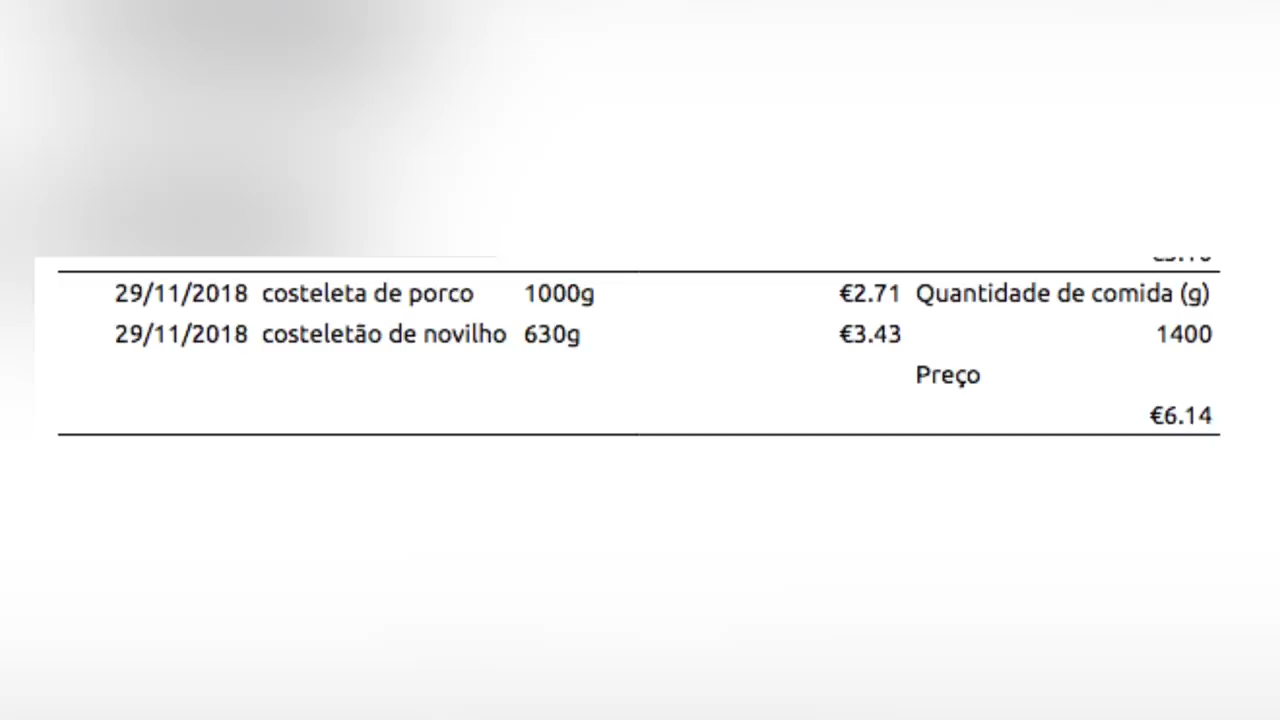 29/11/2018 costeleta de porco 1000g €2.71 Quantidade de comida (g)
29/11/2018 costeletão de novilho 630g €3.43 1400
Preço
€6.14